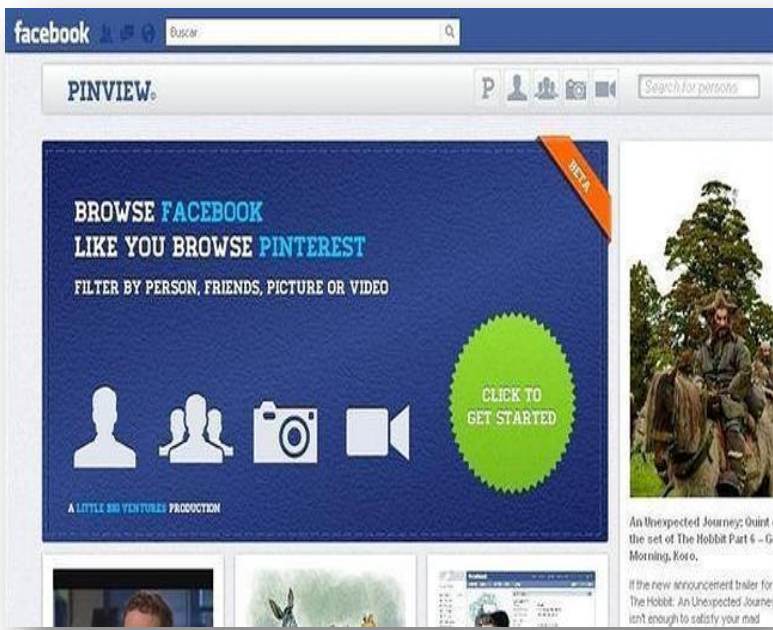 facebook
Buscar
PINVIEW
P
Search for persons
BETA
BROWSE FACEBOOK
LIKE YOU BROWSE PINTEREST
FILTER BY PERSON, FRIENDS, PICTURE OR VIDEO
CLICK TO
GET STARTED
A LITTLE BIG VENTURES PRODUCTION
An Unexpected Journey: Quint
the set of The Hobbit Part 6 – G
Morning, Koro.
If the new announcement trailer for
The Hobbit: An Unexpected Journey
isn't enough to satisfy your mad